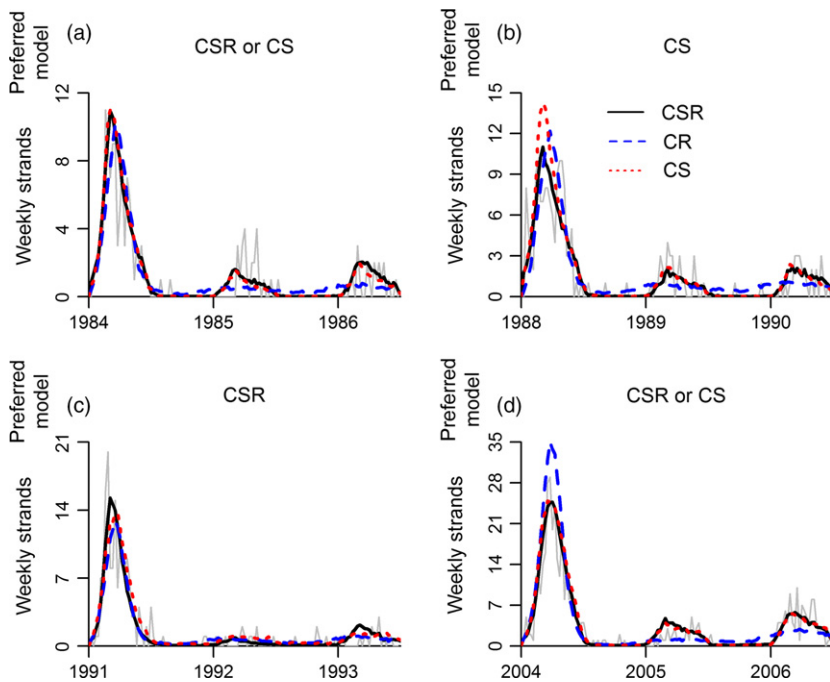 Preferred model
(a)
CSR or CS
Weekly strands
12
8
4
0
1984
1985
1986
Preferred model
(b)
CS
Weekly strands
15
12
9
6
3
0
CSR
CR
CS
1988
1989
1990
Preferred model
(c)
CSR
Weekly strands
21
14
7
0
1991
1992
1993
Preferred model
(d)
CSR or CS
Weekly strands
35
28
21
14
7
0
2004
2005
2006